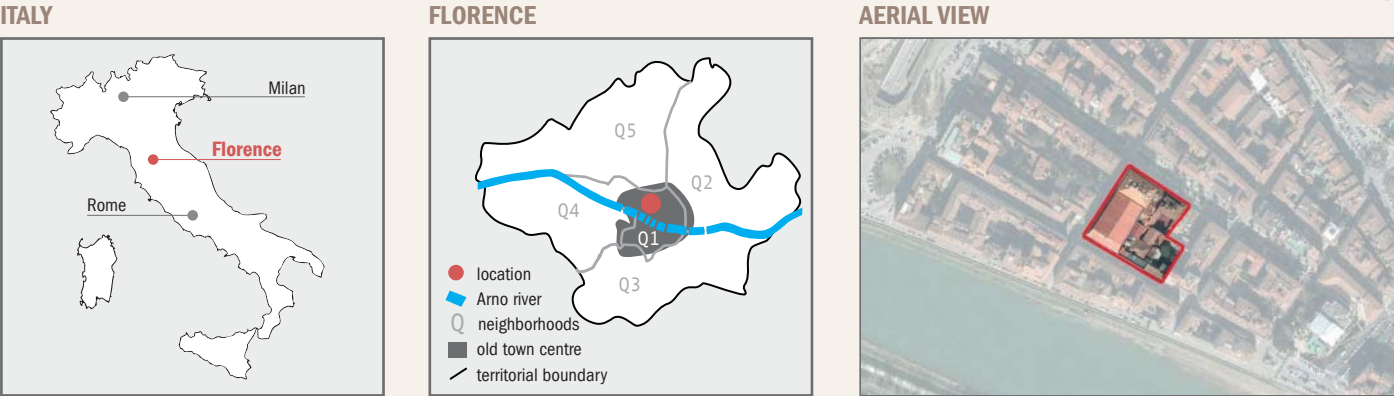 ITALY
Milan
Florence
Rome
FLORENCE
Q5
Q2
Q4
Q1
Q3
location
Arno river
Q neighborhoods
old town centre
territorial boundary
AERIAL VIEW